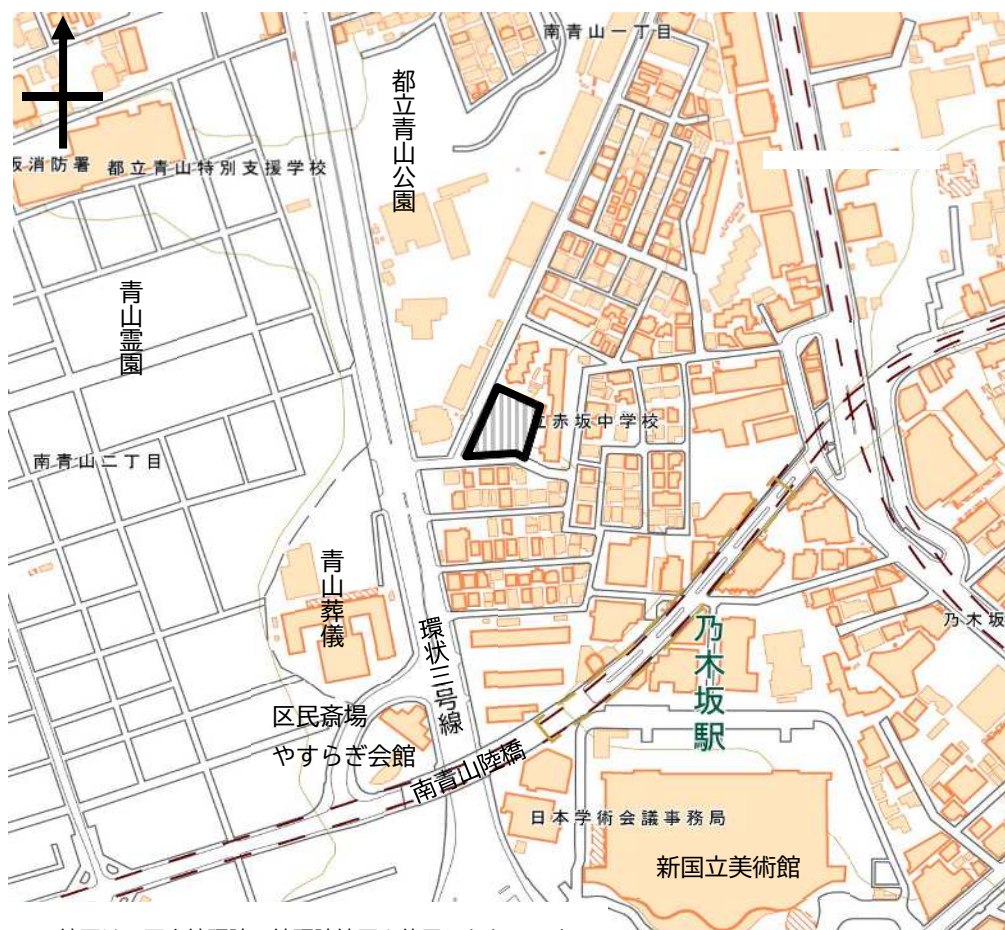 南青山一丁目
都立青山公園
坂消防署
都立青山特別支援学校
青山霊園
立赤坂中学校
南青山二丁目
青山葬儀
環状三号線
乃木坂駅
乃木坂
区民斎場
やすらぎ会館
南青山陸橋
日本学術会議事務局
新国立美術館